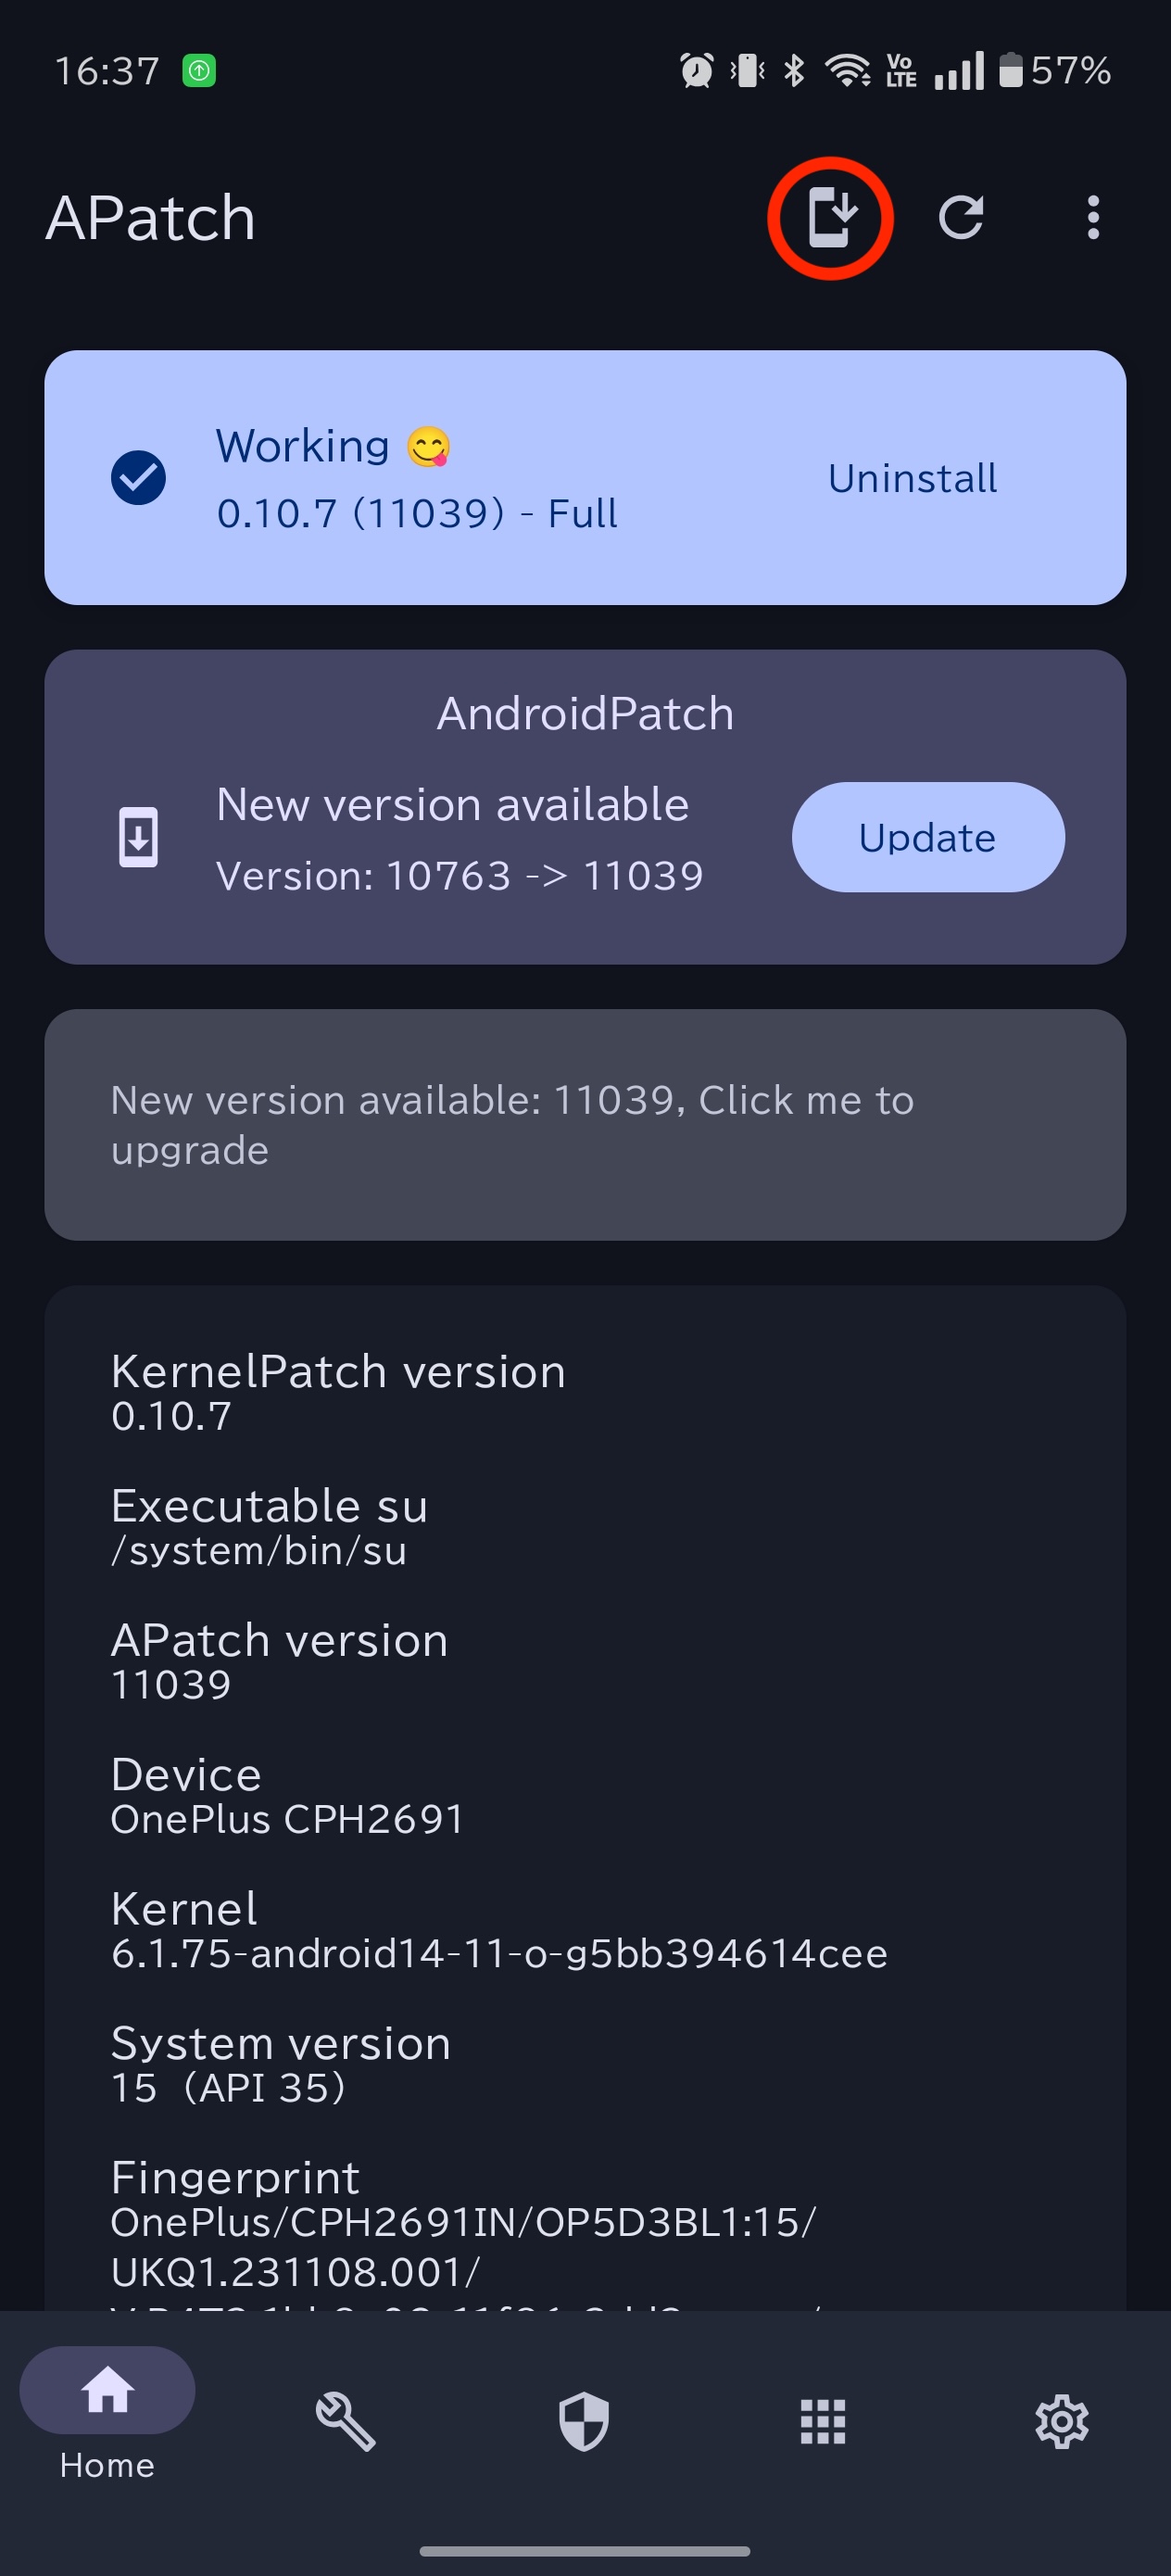 16:37
Vo
LTE
57%
APatch
Working 😋
0.10.7 (11039) - Full
Uninstall
AndroidPatch
New version available
Version: 10763 -> 11039
Update
New version available: 11039, Click me to
upgrade
KernelPatch version
0.10.7
Executable su
/system/bin/su
APatch version
11039
Device
OnePlus CPH2691
Kernel
6.1.75-android14-11-o-g5bb394614cee
System version
15（API 35）
Fingerprint
OnePlus/CPH2691IN/OP5D3BL1:15/
UKQ1.231108.001/
Home